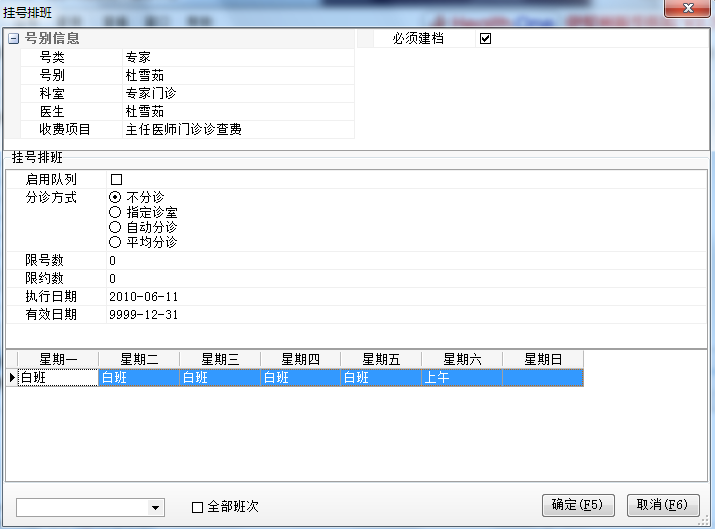 挂号排班
号别信息
必须建档
号类 专家
号别 杜雪茹
科室 专家门诊
医生 杜雪茹
收费项目 主任医师门诊诊查费
挂号排班
启用队列
分诊方式 不分诊
指定诊室
自动分诊
平均分诊
限号数 0
限约数 0
执行日期 2010-06-11
有效日期 9999-12-31
星期一 星期二 星期三 星期四 星期五 星期六 星期日
白班 白班 白班 白班 白班 上午
全部班次 确定(F5) 取消(F6)